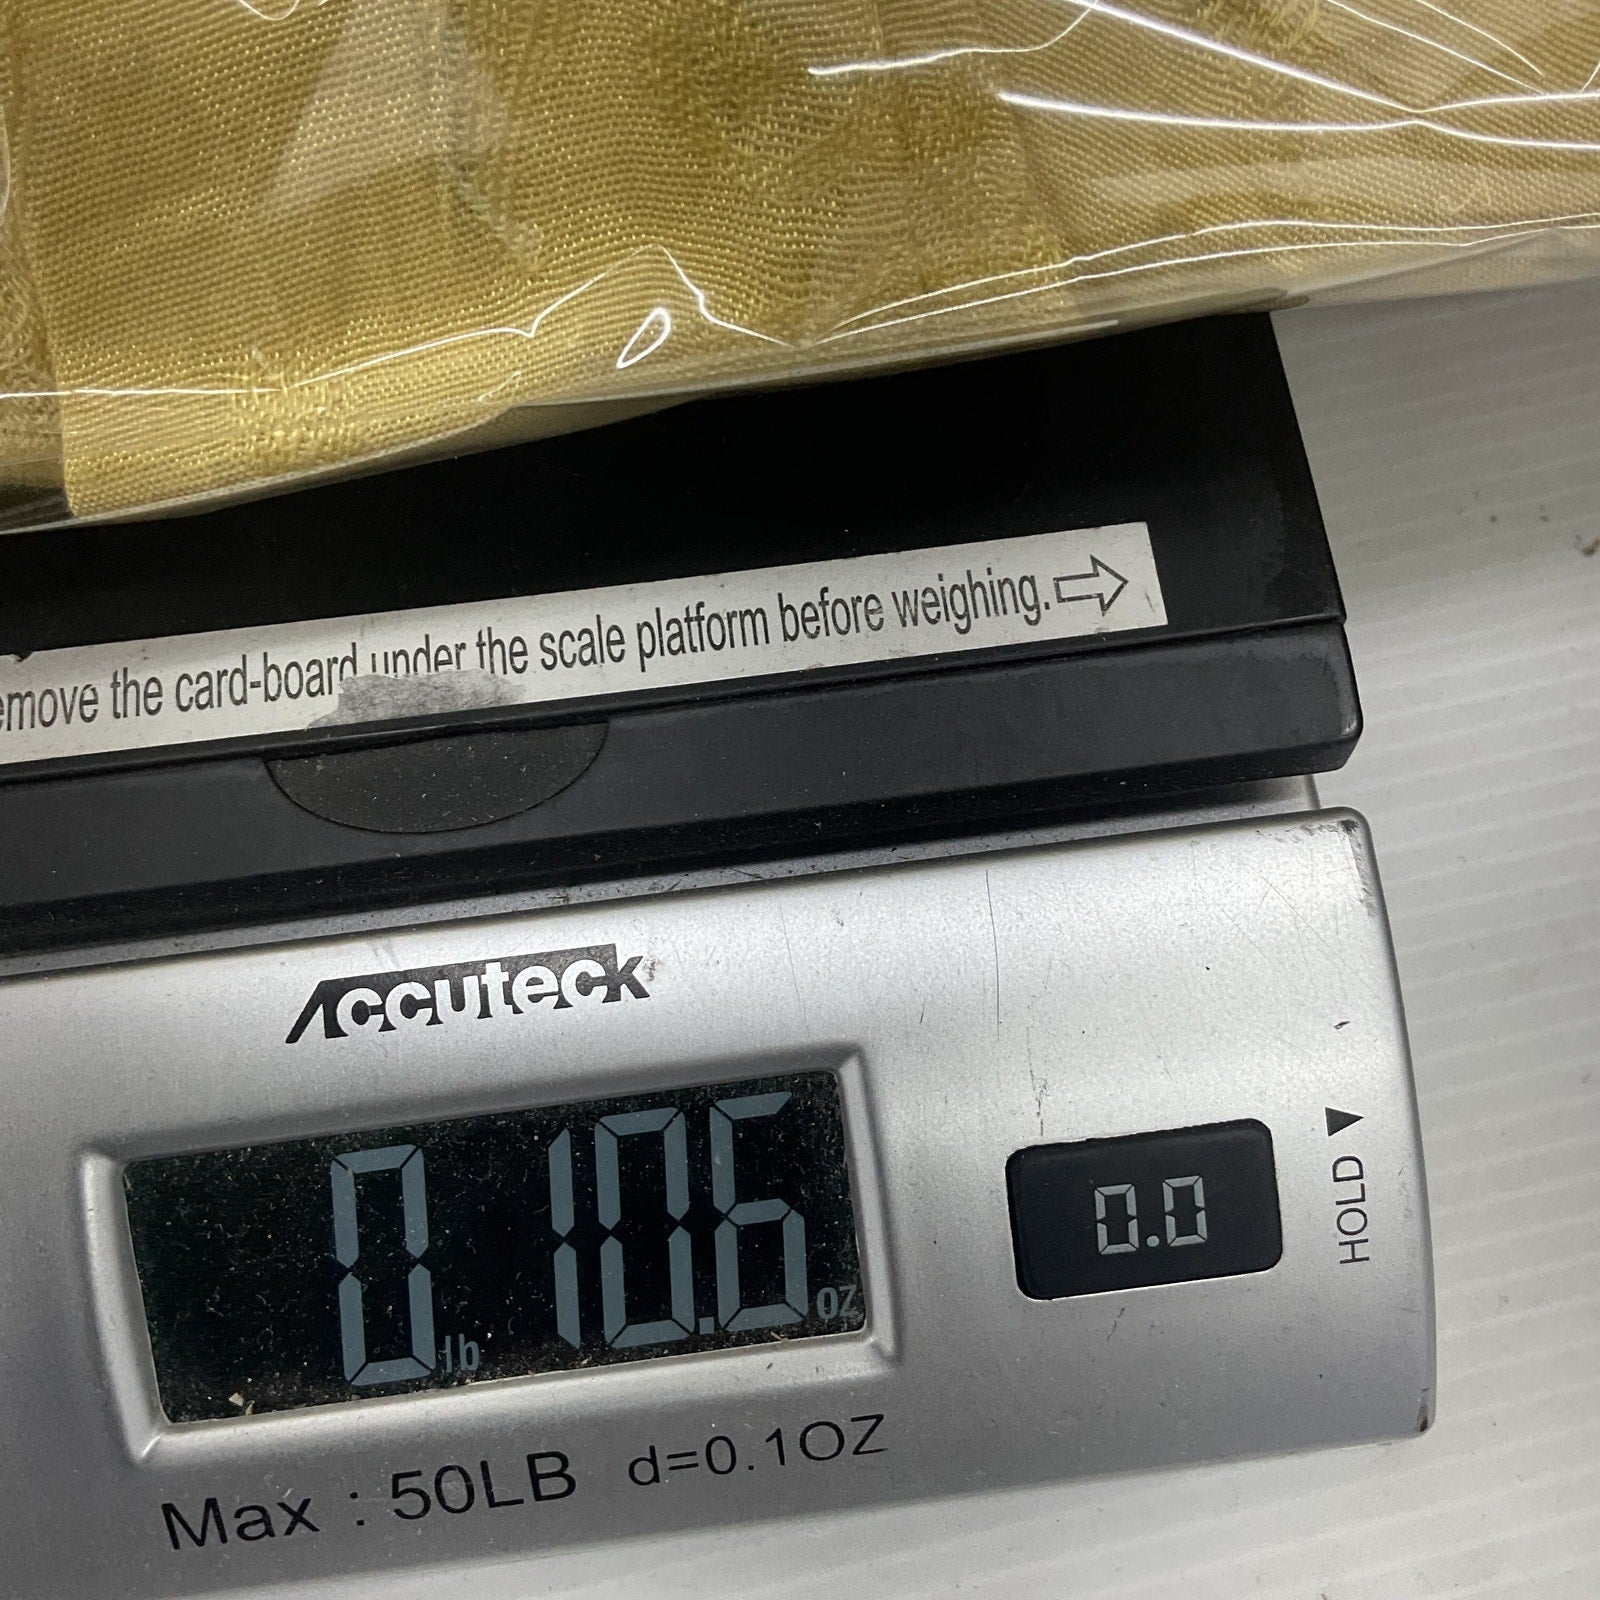 emove the card-board under the scale platform before weighing.
Accuteck
0 lb 10.6 oz
0.0
HOLD
Max : 50LB d=0.1OZ